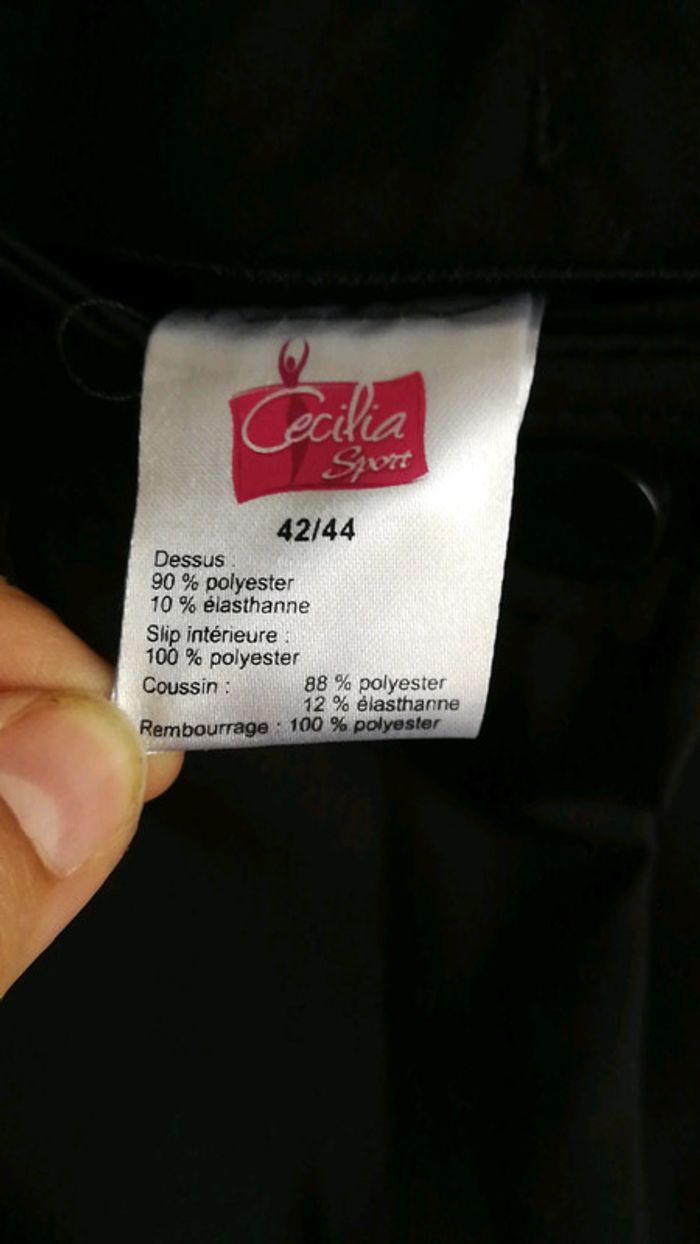 Cecilia
Sport
42/44
Dessus :
90 % polyester
10 % élasthanne
Slip intérieure :
100 % polyester
Coussin : 88 % polyester
12 % élasthanne
Rembourrage : 100 % polyester